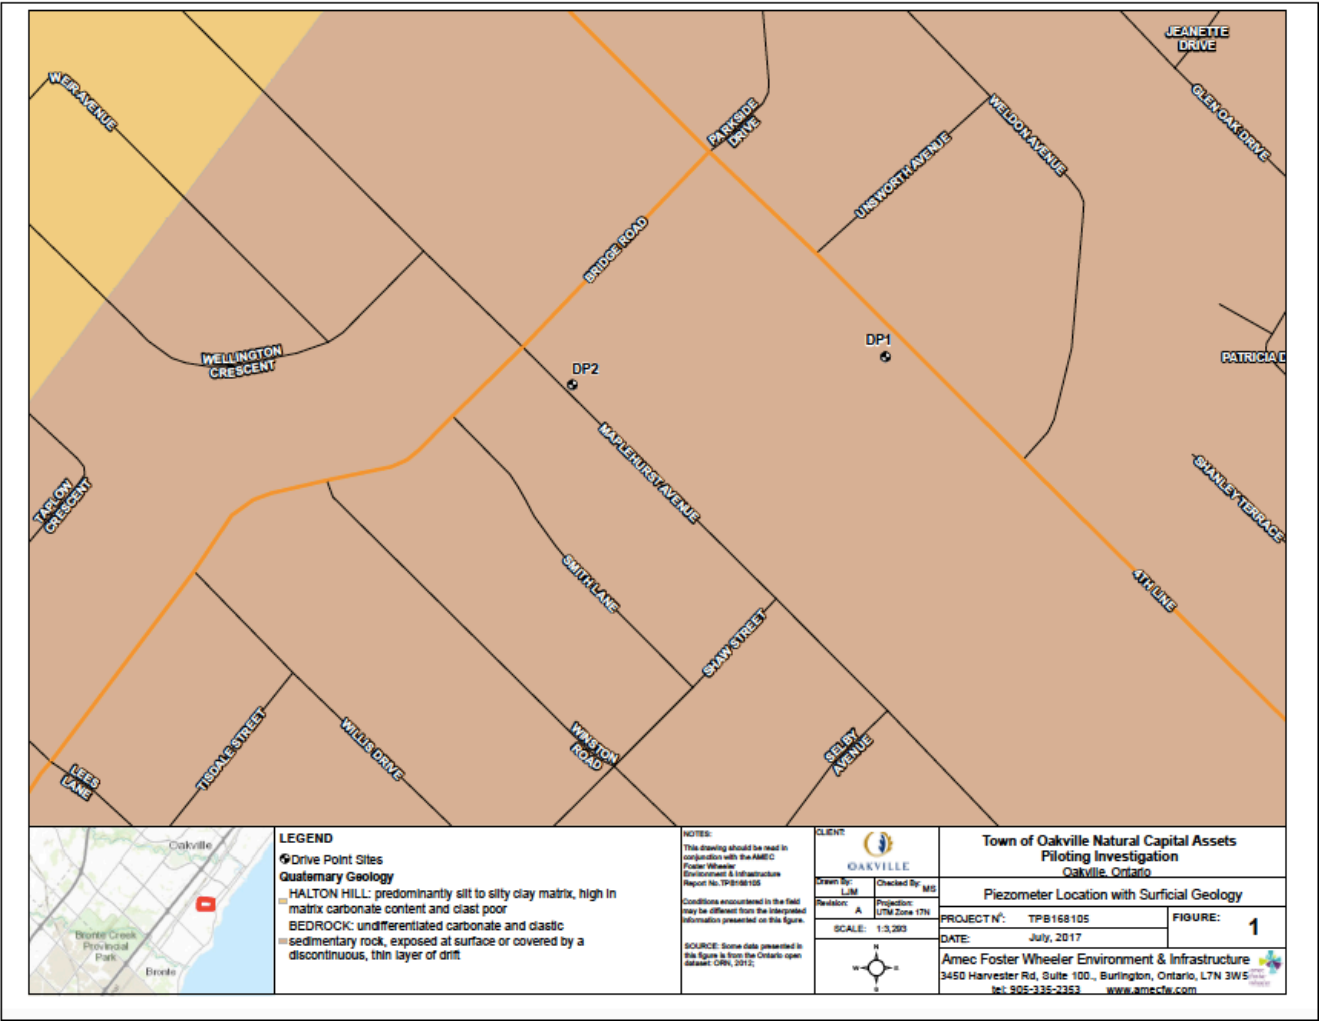 JEANETTE
DRIVE
WEIR AVENUE
PARKSIDE
DRIVE
WELDON AVENUE
GLEN OAK DRIVE
UNSWORTH AVENUE
BRIDGE ROAD
DP1
WELLINGTON
CRESCENT
PATRICIA D
DP2
MAPLEHURST AVENUE
TAPLOW
CRESCENT
SHANLEY TERRACE
SMITH LANE
4TH LINE
SHAW STREET
TISDALE STREET
WILLIS DRIVE
WINSTON
ROAD
SELBY
AVENUE
LEES
LANE
Oakville
Bronte Creek
Provincial
Park
Bronte
LEGEND
Drive Point Sites
Quaternary Geology
HALTON HILL: predominantly silt to silty clay matrix, high in
matrix carbonate content and clast poor
BEDROCK: undifferentiated carbonate and clastic
sedimentary rock, exposed at surface or covered by a
discontinuous, thin layer of drift
NOTES:
This drawing should be read in
conjunction with the AMEC
Foster Wheeler
Environment & Infrastructure
Report No.TPB168105
Conditions encountered in the field
may be different from the interpreted
information presented on this figure.
SOURCE: Some data presented in
this figure is from the Ontario open
dataset: ORN, 2012;
CLIENT:
OAKVILLE
Drawn By:
LJM
Checked By:
MS
Revision:
A
Projection:
UTM Zone 17N
SCALE: 1:3,293
N
W
E
S
Town of Oakville Natural Capital Assets
Piloting Investigation
Oakville, Ontario
Piezometer Location with Surficial Geology
PROJECT Nº: TPB168105
FIGURE: 1
DATE: July, 2017
Amec Foster Wheeler Environment & Infrastructure
3450 Harvester Rd, Suite 100., Burlington, Ontario, L7N 3W5
tel: 905-335-2353 www.amecfw.com